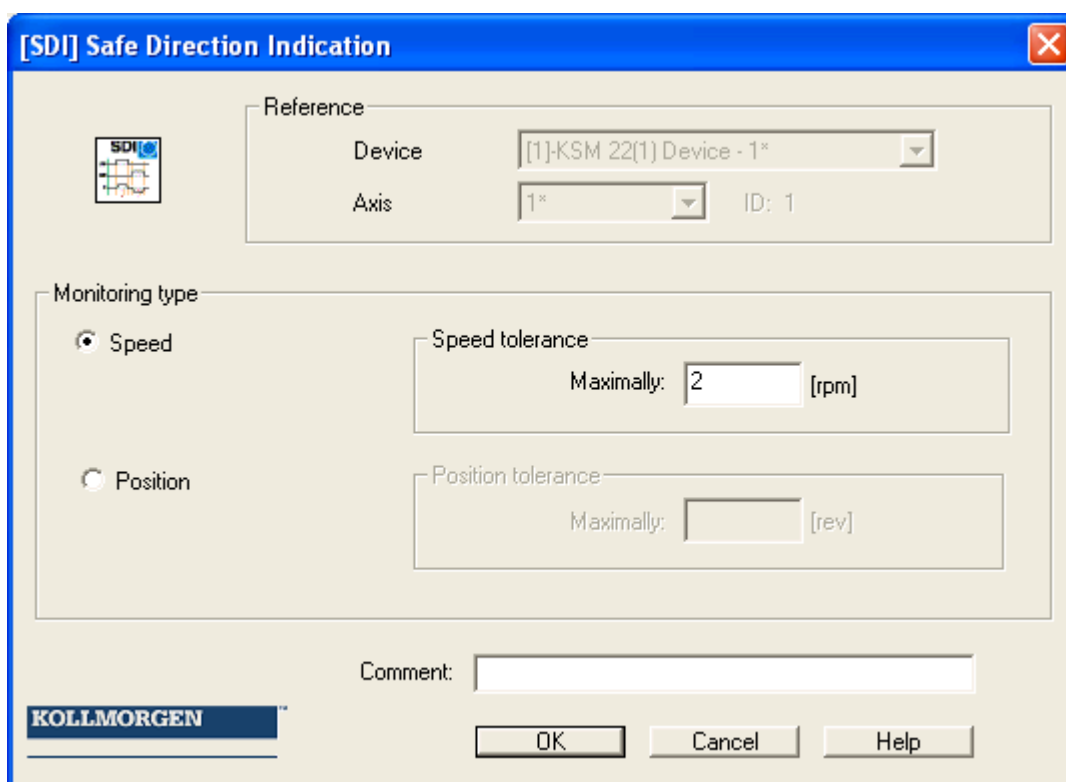 [SDI] Safe Direction Indication
SDI
Reference
Device [1]-KSM 22(1) Device - 1*
Axis 1* ID: 1
Monitoring type
Speed
Speed tolerance
Maximally: 2 [rpm]
Position
Position tolerance
Maximally: [rev]
Comment:
KOLLMORGEN
OK Cancel Help